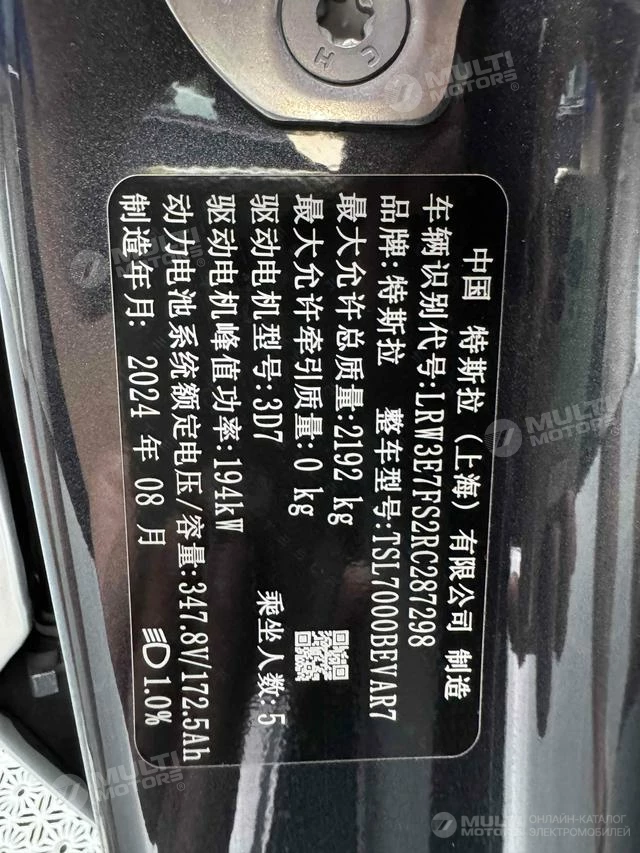 中国 特斯拉（上海）有限公司 制造
车辆识别代号:LRW3E7FS2RC287298
品牌:特斯拉 整车型号:TSL7000BEVAR7
最大允许总质量:2192 kg
最大允许牵引质量:0 kg
驱动电机型号:3D7 乘坐人数:5
驱动电机峰值功率:194kW
动力电池系统额定电压/容量:347.8V/172.5Ah
制造年月: 2024 年 08 月 1.0%
U
H
MULTI
MOTORS®
MULTI
MOTORS®
MULTI
MOTORS®
MULTI
MOTORS®
MULTI
MOTORS
ОНЛАЙН-КАТАЛОГ
ЭЛЕКТРОМОБИЛЕЙ